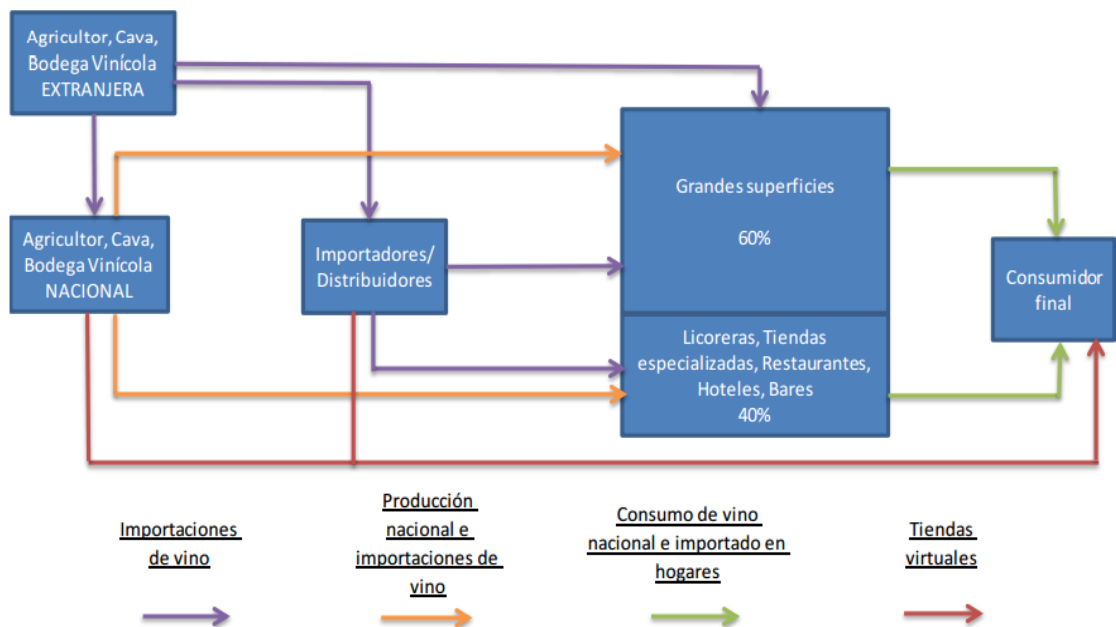 Agricultor, Cava,
Bodega Vinícola
EXTRANJERA
Agricultor, Cava,
Bodega Vinícola
NACIONAL
Importadores/
Distribuidores
Grandes superficies
60%
Licoreras, Tiendas
especializadas, Restaurantes,
Hoteles, Bares
40%
Consumidor
final
Importaciones
de vino
Producción
nacional e
importaciones de
vino
Consumo de vino
nacional e importado en
hogares
Tiendas
virtuales